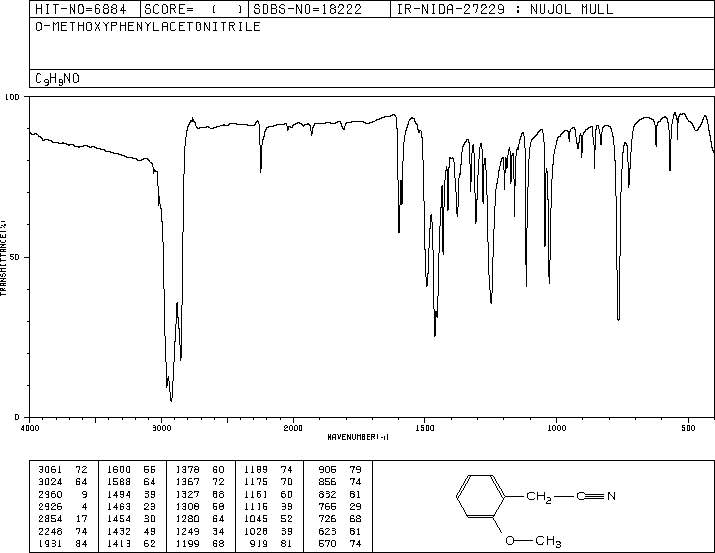 HIT-NO=6884 SCORE= ( ) SDBS-NO=18222 IR-NIDA-27229 : NUJOL MULL
O-METHOXYPHENYLACETONITRILE
C9H9NO
100
50
0
TRANSMITTANCE(%)
4000 3000 2000 1500 1000 500
WAVENUMBER(-1)
3061 72 1600 55 1378 60 1189 74 905 79
3024 64 1588 64 1367 72 1175 70 856 74
2960 9 1494 39 1327 68 1161 60 832 81
2926 4 1463 23 1308 58 1116 39 766 29
2854 17 1454 30 1280 64 1045 52 726 68
2248 74 1432 49 1249 34 1028 39 623 81
1931 84 1413 62 1199 68 919 81 570 74
CH2 C N
O CH3